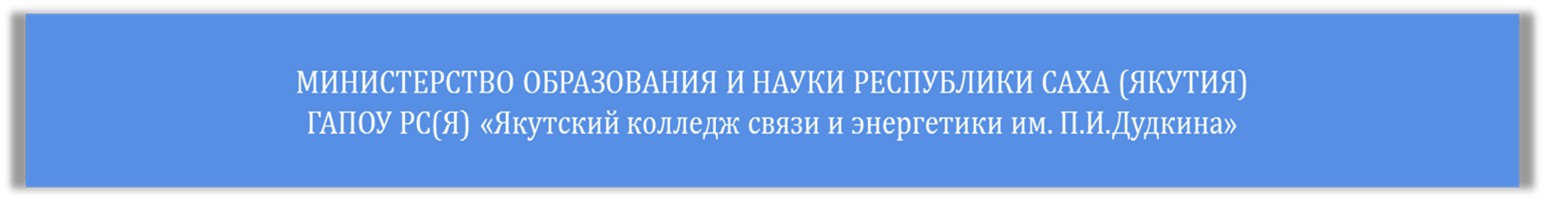 МИНИСТЕРСТВО ОБРАЗОВАНИЯ И НАУКИ РЕСПУБЛИКИ САХА (ЯКУТИЯ)
ГАПОУ РС(Я) «Якутский колледж связи и энергетики им. П.И.Дудкина»